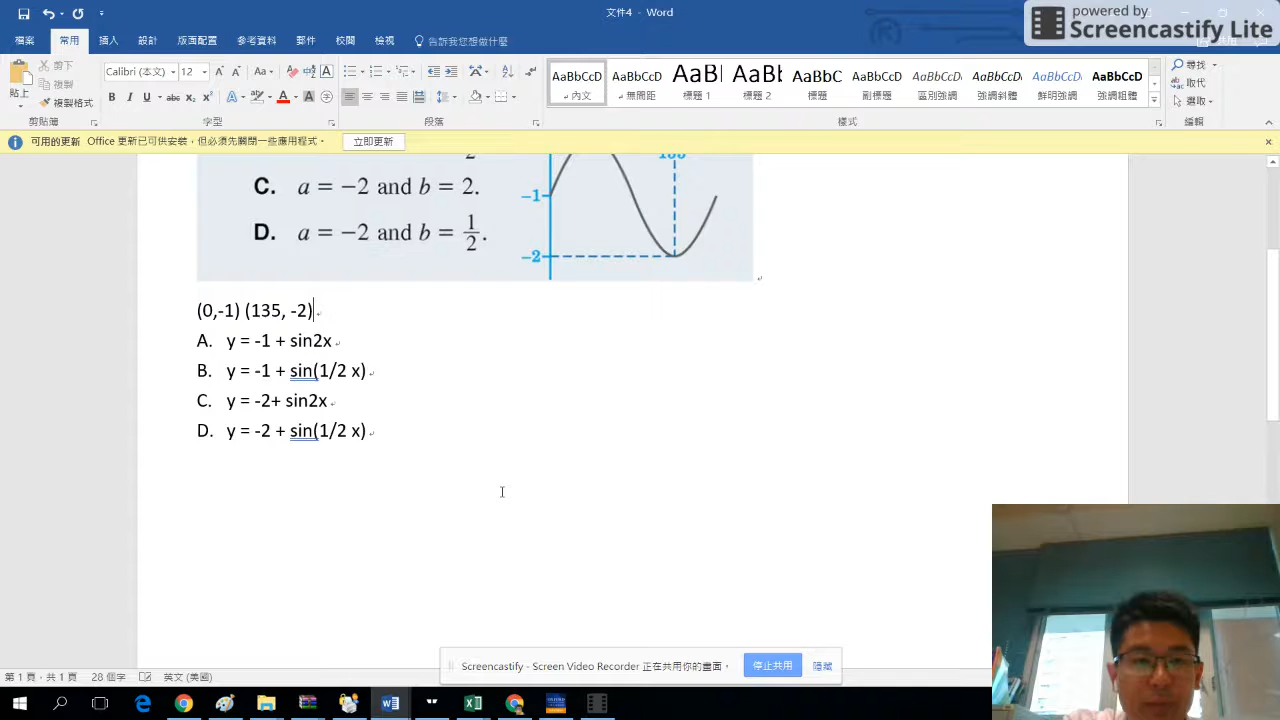 文件4 - Word
powered by
Screencastify Lite
檔案 常用 插入 設計 版面配置 參考資料 郵件 校閱 檢視 告訴我您想做什麼
貼上 剪下 複製格式
Calibri (本文) 12
AaBbCcD 內文
AaBbCcD 無間距
AaBl 標題 1
AaBbc 標題 2
AaBbC 標題
AaBbCcD 副標題
AaBbCcD 區別強調
AaBbCcD 強調斜體
AaBbCcD 鮮明強調
AaBbCcD 強調粗體
尋找
取代
選取
剪貼簿 字型 段落 樣式 編輯
可用的更新 Office 更新已可供安裝，但必須先關閉一些應用程式。 立即更新
C. a = −2 and b = 2.
D. a = −2 and b = 1/2.
−1
−2
(0,-1) (135, -2)
A. y = -1 + sin2x
B. y = -1 + sin(1/2 x)
C. y = -2+ sin2x
D. y = -2 + sin(1/2 x)
Screencastify - Screen Video Recorder 正在共用你的畫面。 停止共用 隱藏
第 1 頁，共 1 頁 28 個字 英文 (美國)